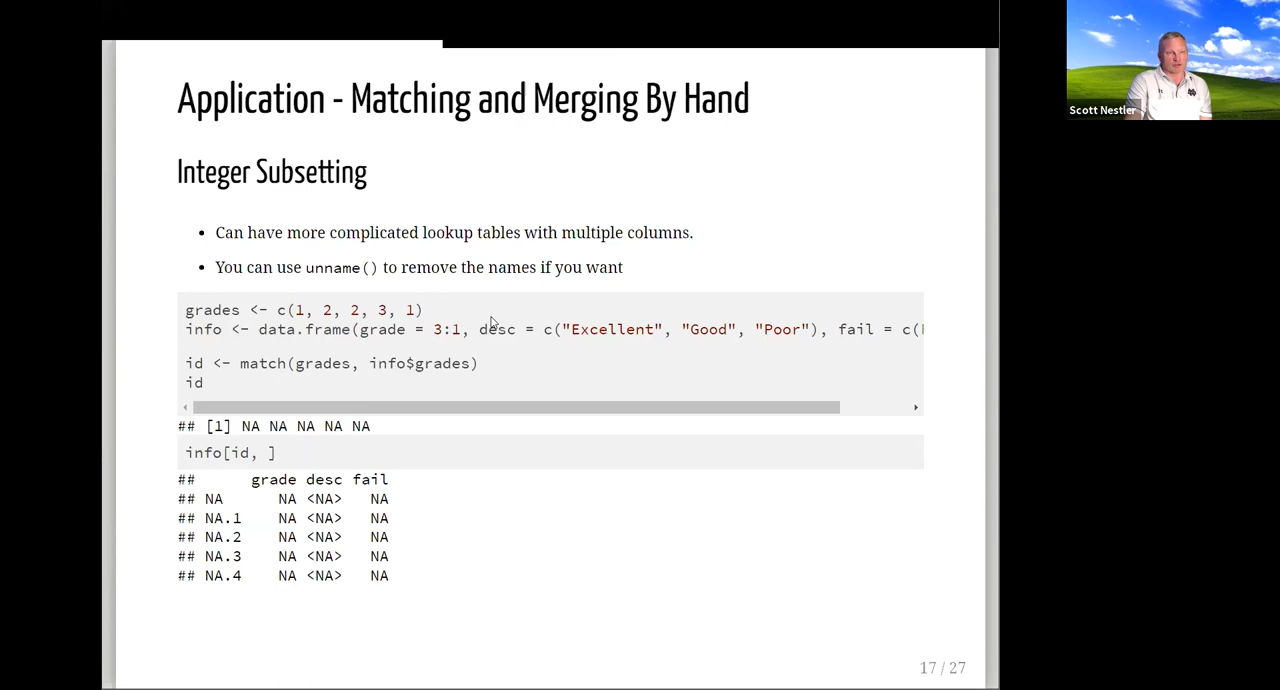 Application - Matching and Merging By Hand
Scott Nestler
Integer Subsetting
• Can have more complicated lookup tables with multiple columns.
• You can use unname() to remove the names if you want
grades <- c(1, 2, 2, 3, 1)
info <- data.frame(grade = 3:1, desc = c("Excellent", "Good", "Poor"), fail = c(
id <- match(grades, info$grades)
id
## [1] NA NA NA NA NA
info[id, ]
## grade desc fail
## NA NA <NA> NA
## NA.1 NA <NA> NA
## NA.2 NA <NA> NA
## NA.3 NA <NA> NA
## NA.4 NA <NA> NA
17 / 27